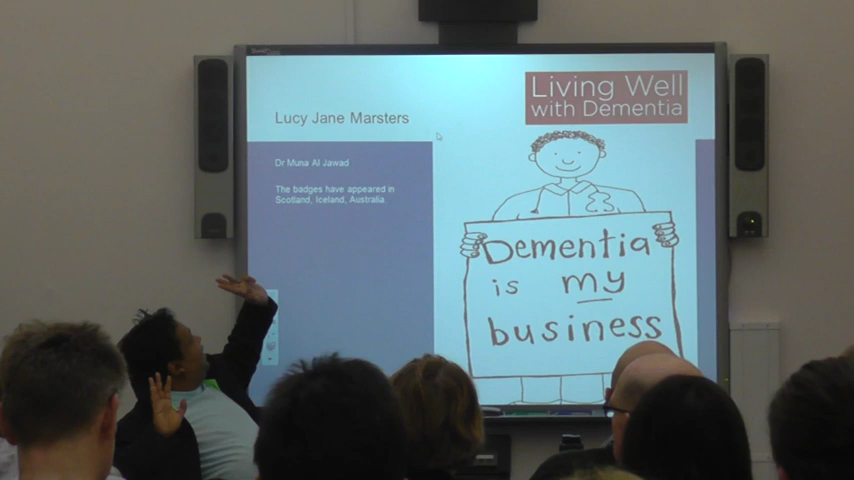 Living Well
with Dementia
Lucy Jane Marsters
Dr Muna Al Jawad
The badges have appeared in
Scotland, Iceland, Australia.
Dementia
is my
business